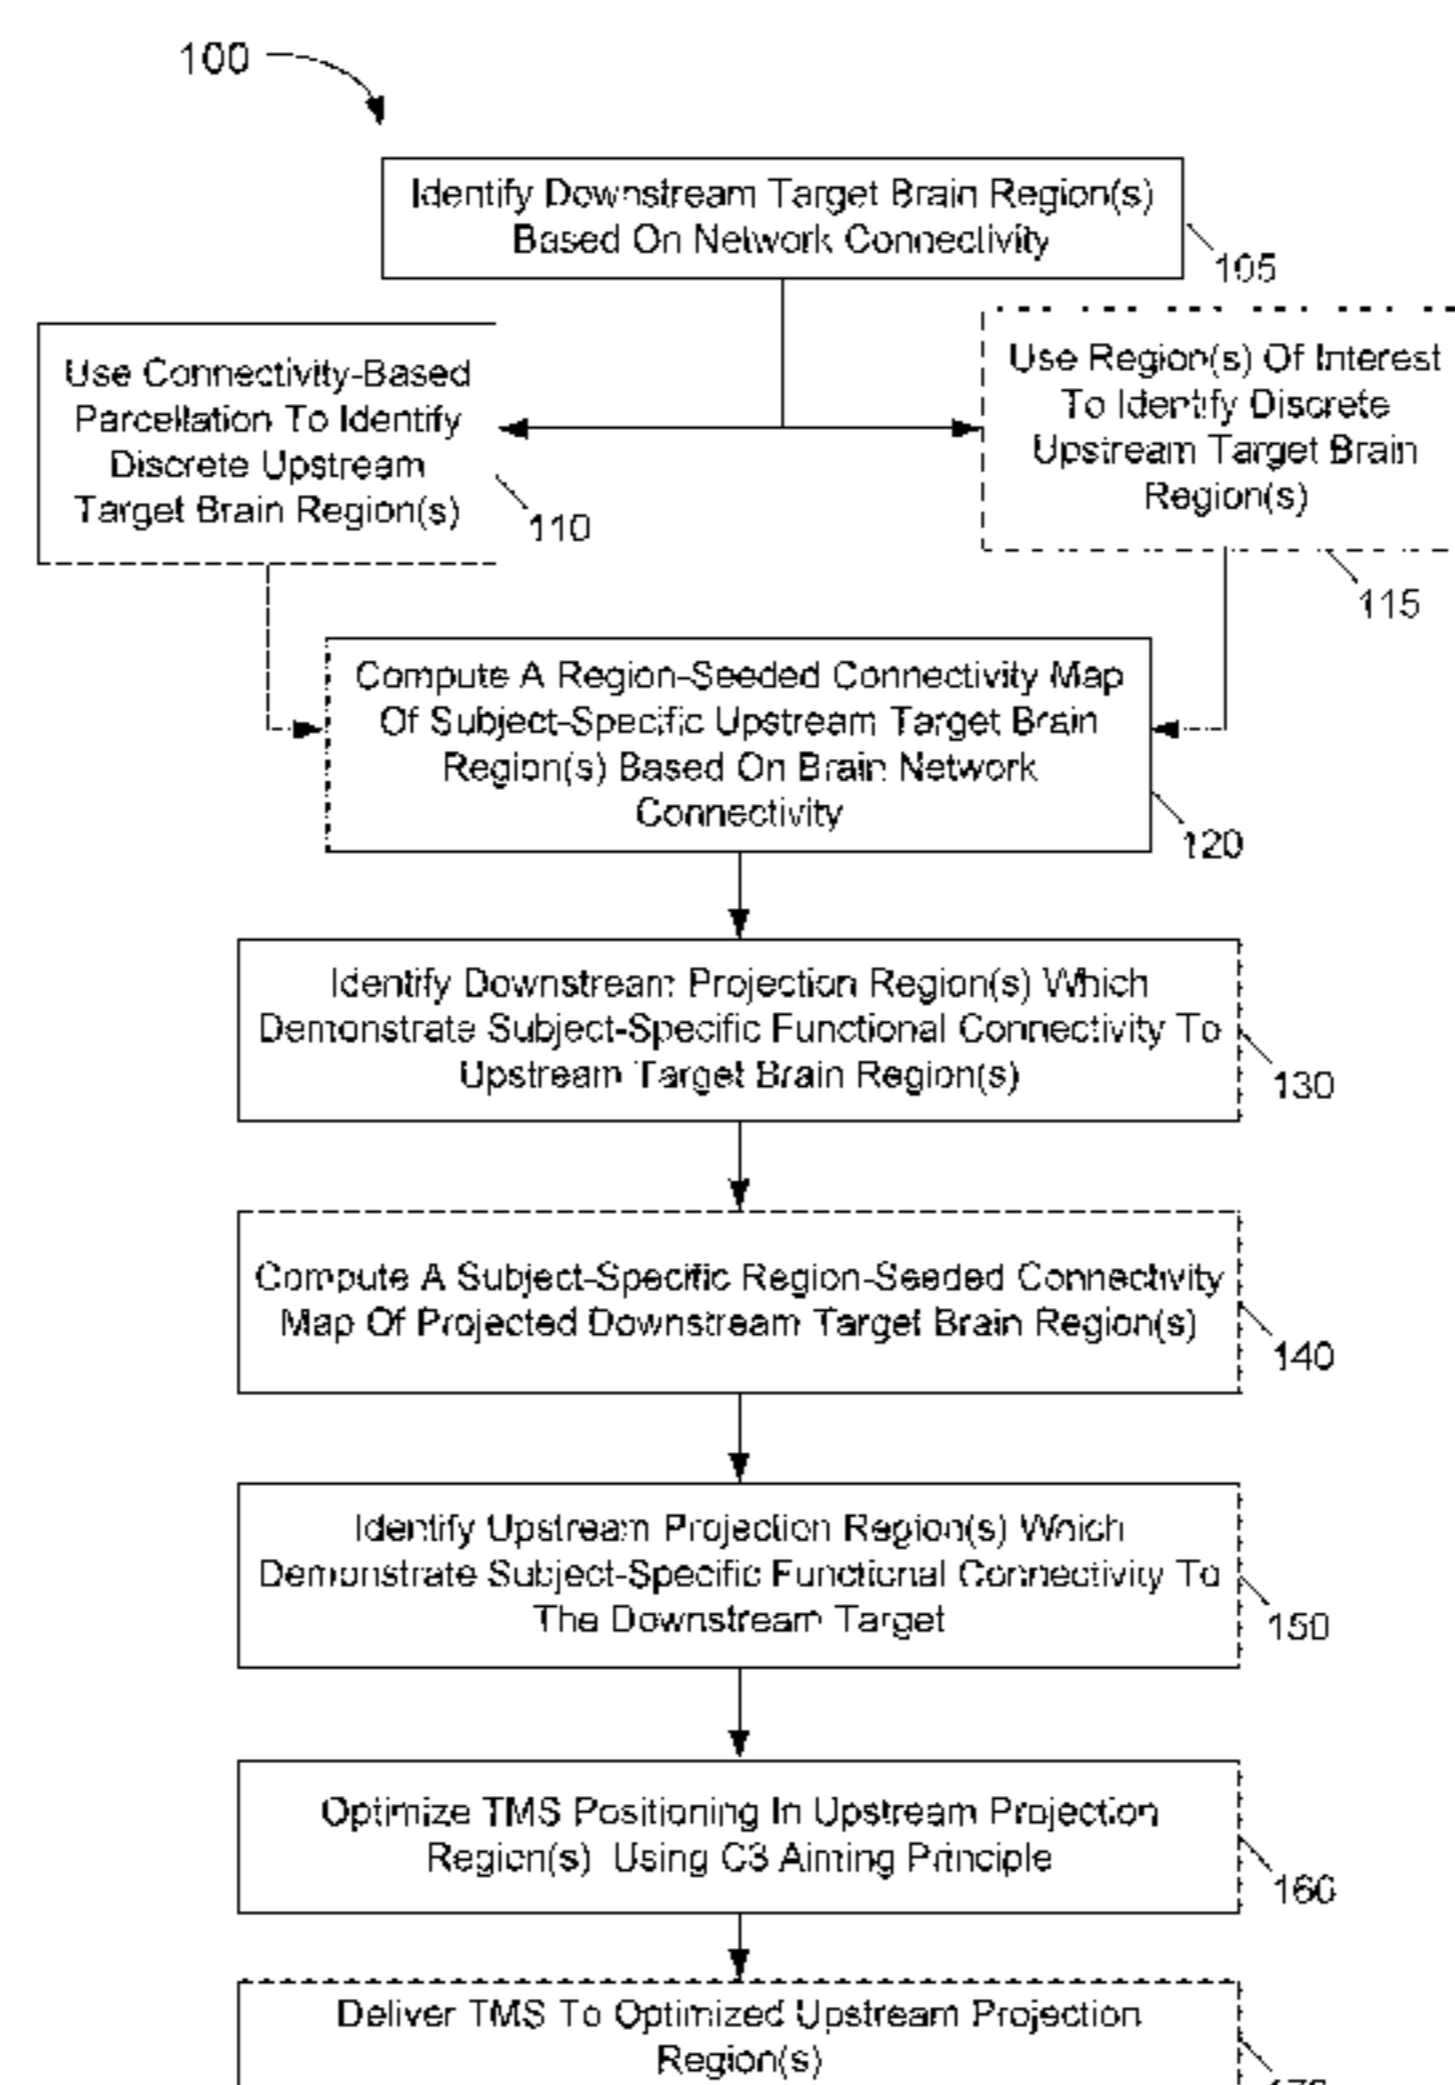 100
Identify Downstream Target Brain Region(s)
Based On Network Connectivity
105
Use Connectivity-Based
Parcellation To Identify
Discrete Upstream
Target Brain Region(s)
110
Use Region(s) Of Interest
To Identify Discrete
Upstream Target Brain
Region(s)
115
Compute A Region-Seeded Connectivity Map
Of Subject-Specific Upstream Target Brain
Region(s) Based On Brain Network
Connectivity
120
Identify Downstream Projection Region(s) Which
Demonstrate Subject-Specific Functional Connectivity To
Upstream Target Brain Region(s)
130
Compute A Subject-Specific Region-Seeded Connectivity
Map Of Projected Downstream Target Brain Region(s)
140
Identify Upstream Projection Region(s) Which
Demonstrate Subject-Specific Functional Connectivity To
The Downstream Target
150
Optimize TMS Positioning In Upstream Projection
Region(s) Using C3 Aiming Principle
160
Deliver TMS To Optimized Upstream Projection
Region(s)